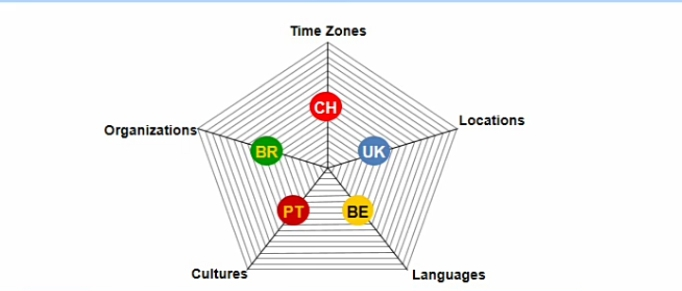 Time Zones
CH
Locations
Organizations
BR
UK
PT
BE
Cultures
Languages